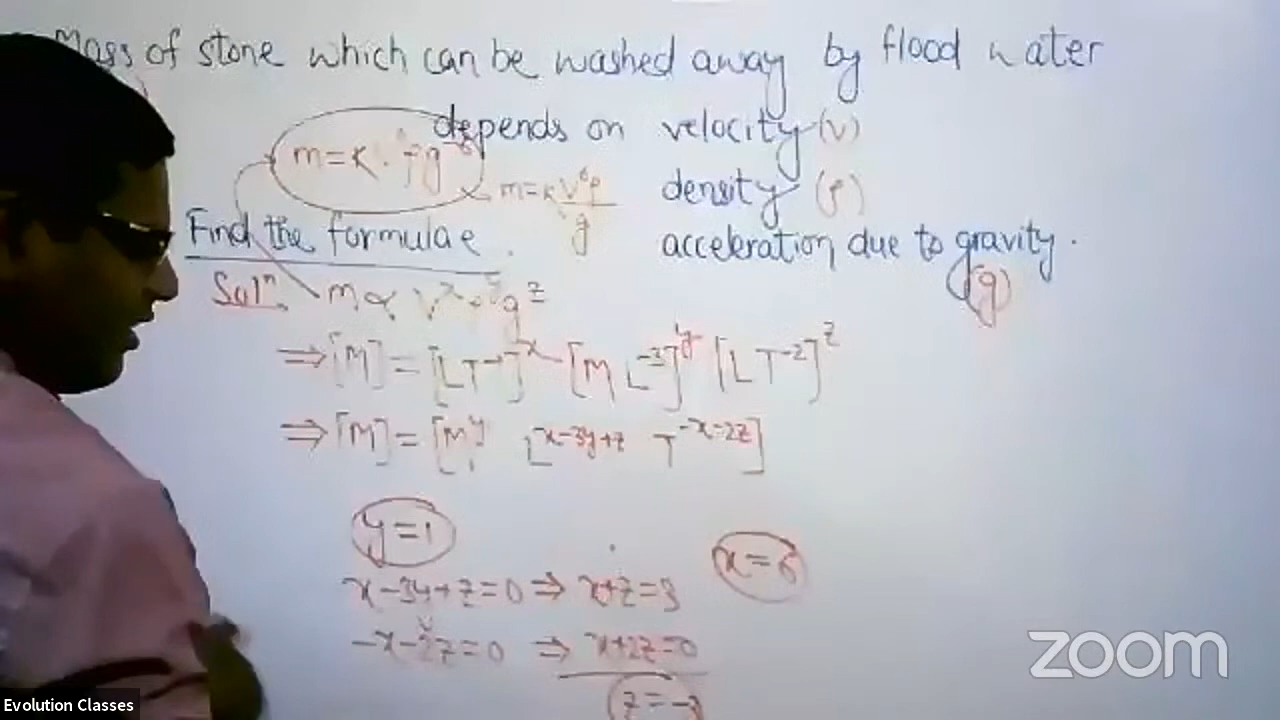 Mass of stone which can be washed away by flood water
depends on velocity (v)
m=K
m=K V⁶ρ/g
density (ρ)
Find the formulae.
acceleration due to gravity.
(g)
Solⁿ. m ∝ Vˣ ρʸ gᶻ
⇒ [M] = [LT⁻¹]ˣ [ML⁻³]ʸ [LT⁻²]ᶻ
⇒ [M] = [Mʸ Lˣ⁻³ʸ⁺ᶻ T⁻ˣ⁻²ᶻ]
y=1
x=6
x-3y+z=0 ⇒ x+z=3
-x-2z=0 ⇒ x+2z=0
z=-3
zoom
Evolution Classes